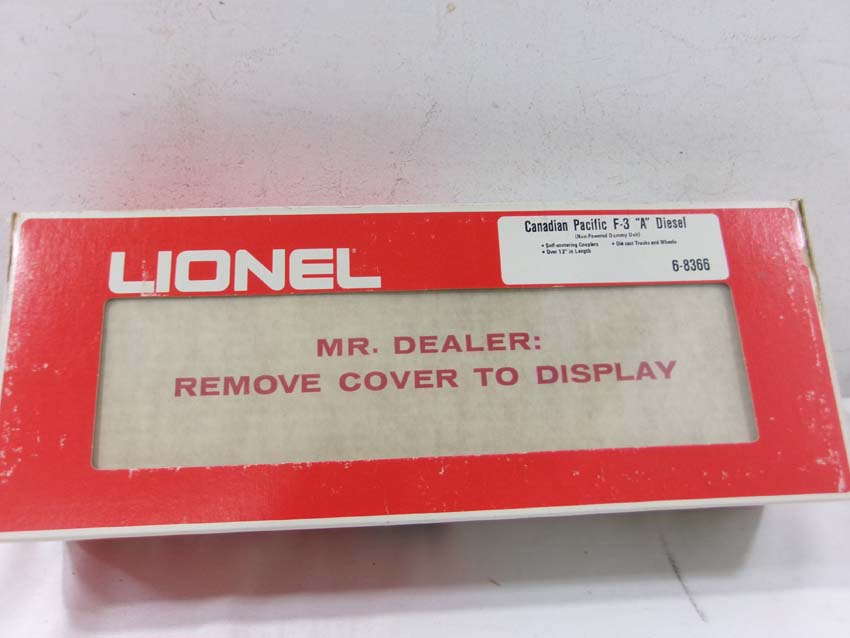 LIONEL
Canadian Pacific F-3 "A" Diesel
(Non-Powered Dummy Unit)
• Self-centering Couplers • Die cast Trucks and Wheels
• Over 12" in Length
6-8366
MR. DEALER:
REMOVE COVER TO DISPLAY